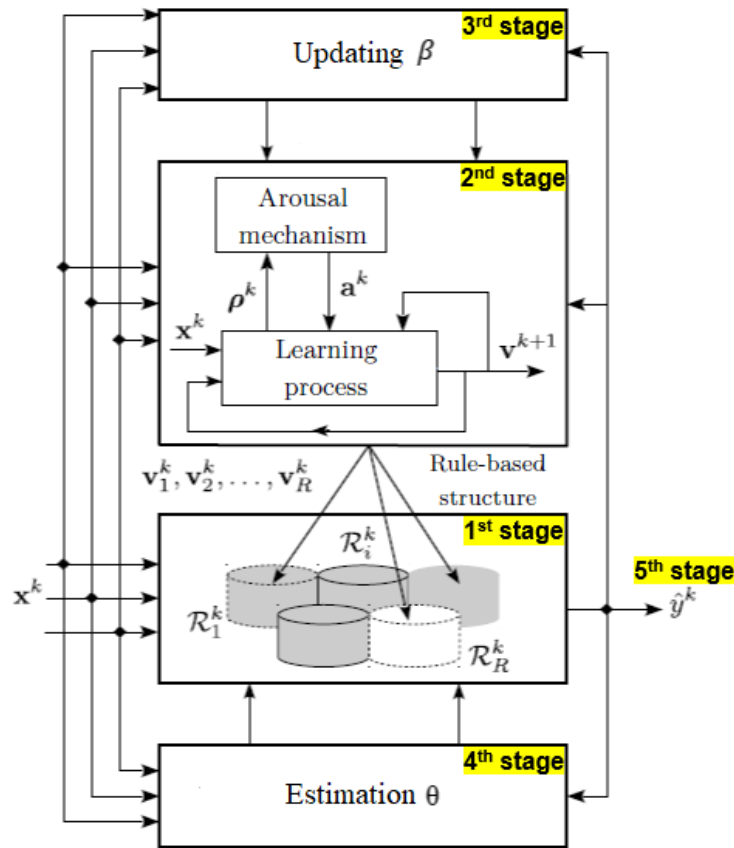 3rd stage
Updating β
2nd stage
Arousal
mechanism
ρ^k
a^k
x^k
Learning
process
v^{k+1}
v_1^k, v_2^k, . . . , v_R^k
Rule-based
structure
1st stage
R_i^k
5th stage
x^k
ŷ^k
R_1^k
R_R^k
4th stage
Estimation θ